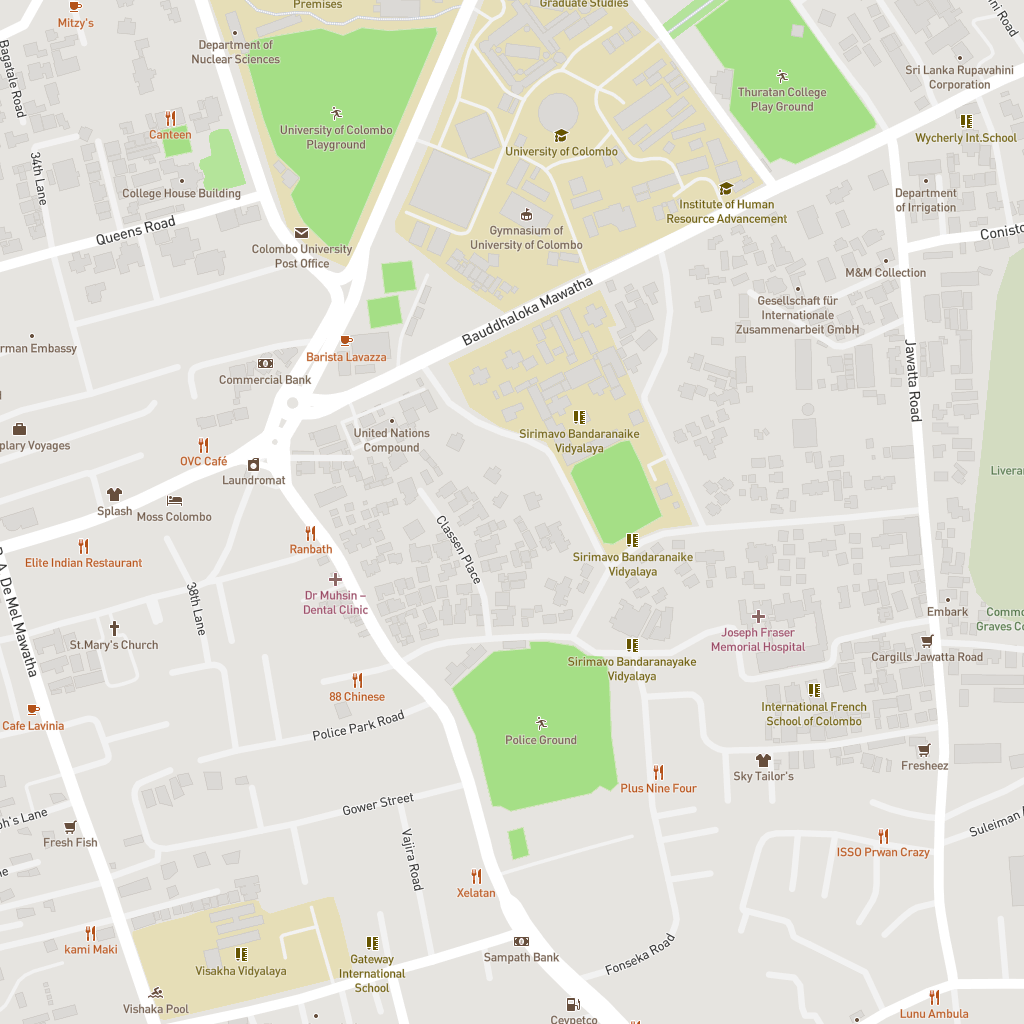 Premises
Graduate Studies
Mitzy's
Department of
Nuclear Sciences
Bagatale Road
Sri Lanka Rupavahini
Corporation
Thuratan College
Play Ground
University of Colombo
Playground
Canteen
University of Colombo
Wycherly Int.School
34th Lane
College House Building
Institute of Human
Resource Advancement
Department
of Irrigation
Queens Road
Gymnasium of
University of Colombo
Colombo University
Post Office
M&M Collection
Bauddhaloka Mawatha
Gesellschaft für
Internationale
Zusammenarbeit GmbH
rman Embassy
Barista Lavazza
Jawatta Road
Commercial Bank
United Nations
Compound
Sirimavo Bandaranaike
Vidyalaya
plary Voyages
OVC Café
Laundromat
Splash
Moss Colombo
Classen Place
Ranbath
Elite Indian Restaurant
Sirimavo Bandaranaike
Vidyalaya
De Mel Mawatha
38th Lane
Dr Muhsin –
Dental Clinic
Embark
St.Mary's Church
Joseph Fraser
Memorial Hospital
Graves
Cargills Jawatta Road
Sirimavo Bandaranayake
Vidyalaya
88 Chinese
International French
School of Colombo
Cafe Lavinia
Police Park Road
Police Ground
Sky Tailor's
Fresheez
Plus Nine Four
Gower Street
Suleiman
Lane
Fresh Fish
Vajira Road
ISSO Prwan Crazy
Xelatan
kami Maki
Sampath Bank
Fonseka Road
Visakha Vidyalaya
Gateway
International
School
Vishaka Pool
Ceypetco
Lunu Ambula